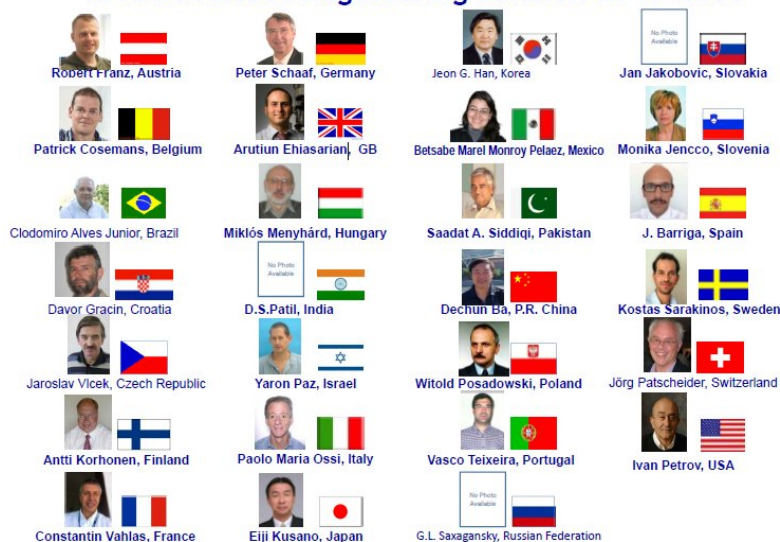 Robert Franz, Austria
Peter Schaaf, Germany
Jeon G. Han, Korea
No Photo
Available
Jan Jakobovic, Slovakia
Patrick Cosemans, Belgium
Arutiun Ehiasarian, GB
Betsabe Marel Monroy Pelaez, Mexico
Monika Jencco, Slovenia
Clodomiro Alves Junior, Brazil
Miklós Menyhárd, Hungary
Saadat A. Siddiqi, Pakistan
J. Barriga, Spain
Davor Gracin, Croatia
No Photo
Available
D.S.Patil, India
Dechun Ba, P.R. China
Kostas Sarakinos, Sweden
Jaroslav Vlcek, Czech Republic
Yaron Paz, Israel
Witold Posadowski, Poland
Jörg Patscheider, Switzerland
Antti Korhonen, Finland
Paolo Maria Ossi, Italy
Vasco Teixeira, Portugal
Ivan Petrov, USA
Constantin Vahlas, France
Eiji Kusano, Japan
No Photo
Available
G.L. Saxagansky, Russian Federation